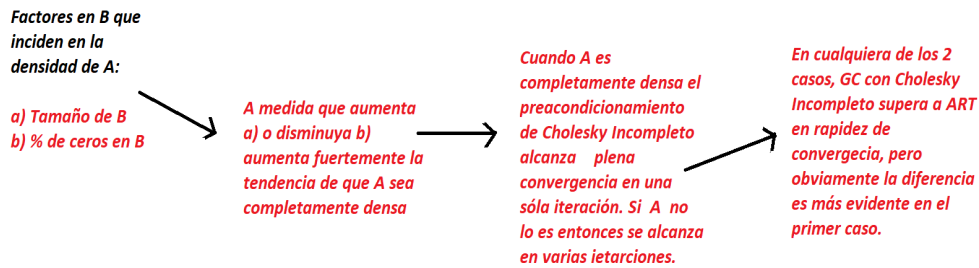 Factores en B que
inciden en la
densidad de A:
a) Tamaño de B
b) % de ceros en B
A medida que aumenta
a) o disminuya b)
aumenta fuertemente la
tendencia de que A sea
completamente densa
Cuando A es
completamente densa el
preacondicionamiento
de Cholesky Incompleto
alcanza plena
convergencia en una
sóla iteración. Si A no
lo es entonces se alcanza
en varias ietarciones.
En cualquiera de los 2
casos, GC con Cholesky
Incompleto supera a ART
en rapidez de
convergecia, pero
obviamente la diferencia
es más evidente en el
primer caso.